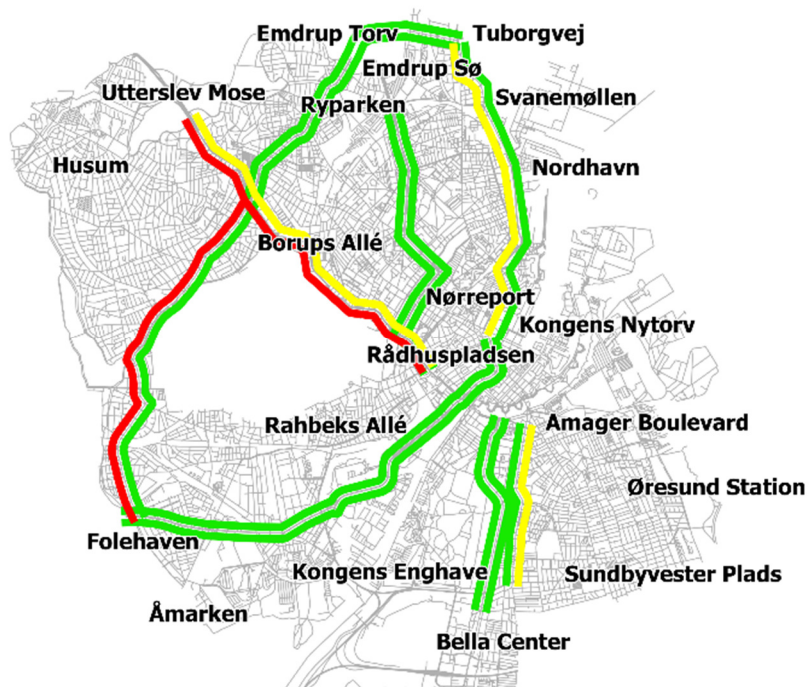 Emdrup Torv
Tuborgvej
Emdrup Sø
Utterslev Mose
Ryparken
Svanemøllen
Husum
Nordhavn
Borups Allé
Nørreport
Kongens Nytorv
Rådhuspladsen
Rahbeks Allé
Amager Boulevard
Øresund Station
Folehaven
Kongens Enghave
Sundbyvester Plads
Åmarken
Bella Center